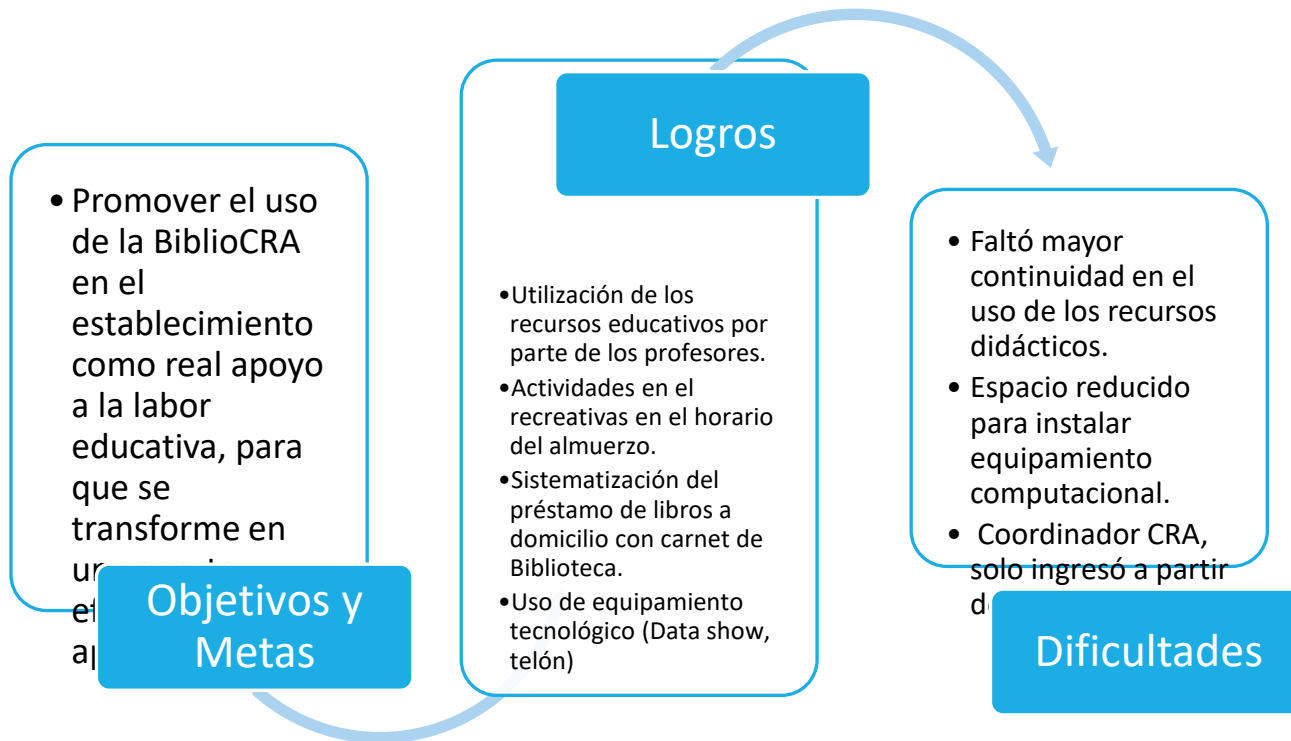 • Promover el uso
de la BiblioCRA
en el
establecimiento
como real apoyo
a la labor
educativa, para
que se
transforme en
Objetivos y
Metas
Logros
•Utilización de los
recursos educativos por
parte de los profesores.
•Actividades en el
recreativas en el horario
del almuerzo.
•Sistematización del
préstamo de libros a
domicilio con carnet de
Biblioteca.
•Uso de equipamiento
tecnológico (Data show,
telón)
• Faltó mayor
continuidad en el
uso de los recursos
didácticos.
• Espacio reducido
para instalar
equipamiento
computacional.
• Coordinador CRA,
solo ingresó a partir
Dificultades